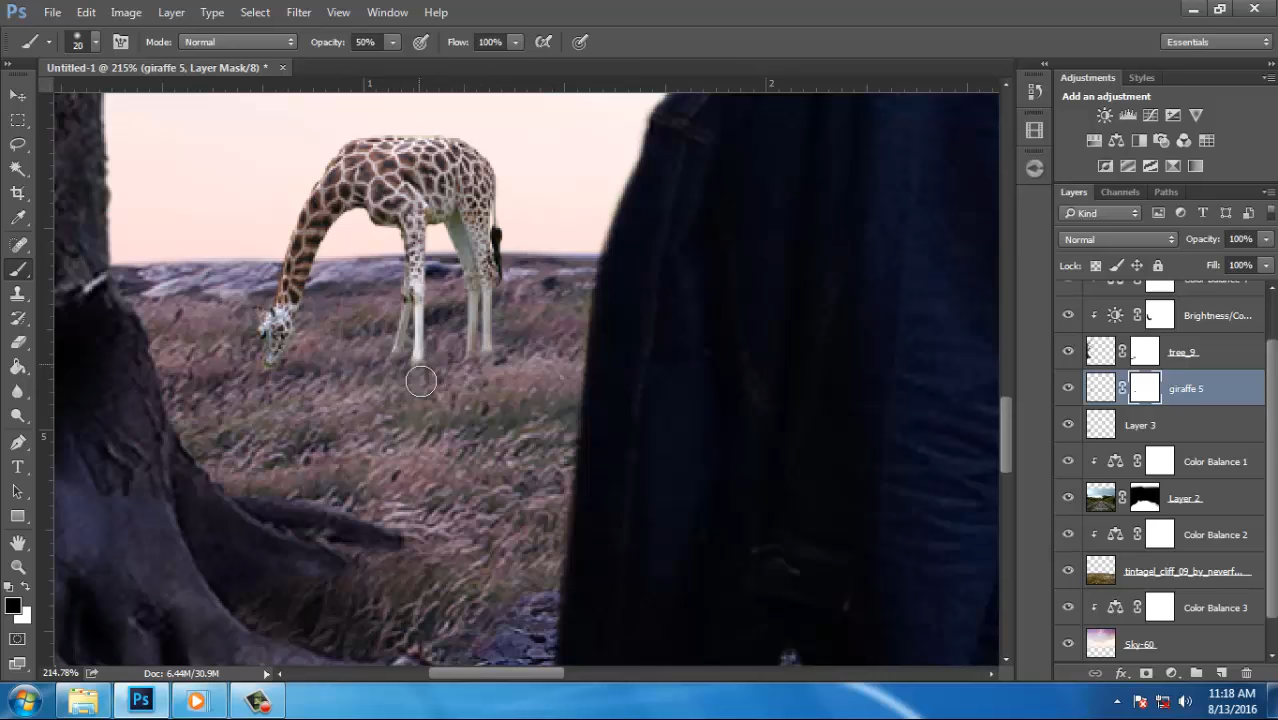 Ps File Edit Image Layer Type Select Filter View Window Help
20 Mode: Normal Opacity: 50% Flow: 100% Essentials
Untitled-1 @ 215% (giraffe 5, Layer Mask/8) *
1 2
5
Adjustments Styles
Add an adjustment
Layers Channels Paths
Kind
Normal Opacity: 100%
Lock: Fill: 100%
Brightness/Co...
tree_9
giraffe 5
Layer 3
Color Balance 1
Layer 2
Color Balance 2
tintagel_cliff_09_by_neverf...
Color Balance 3
Sky-60
214.78% Doc: 6.44M/30.9M
Ps 11:18 AM
8/13/2016